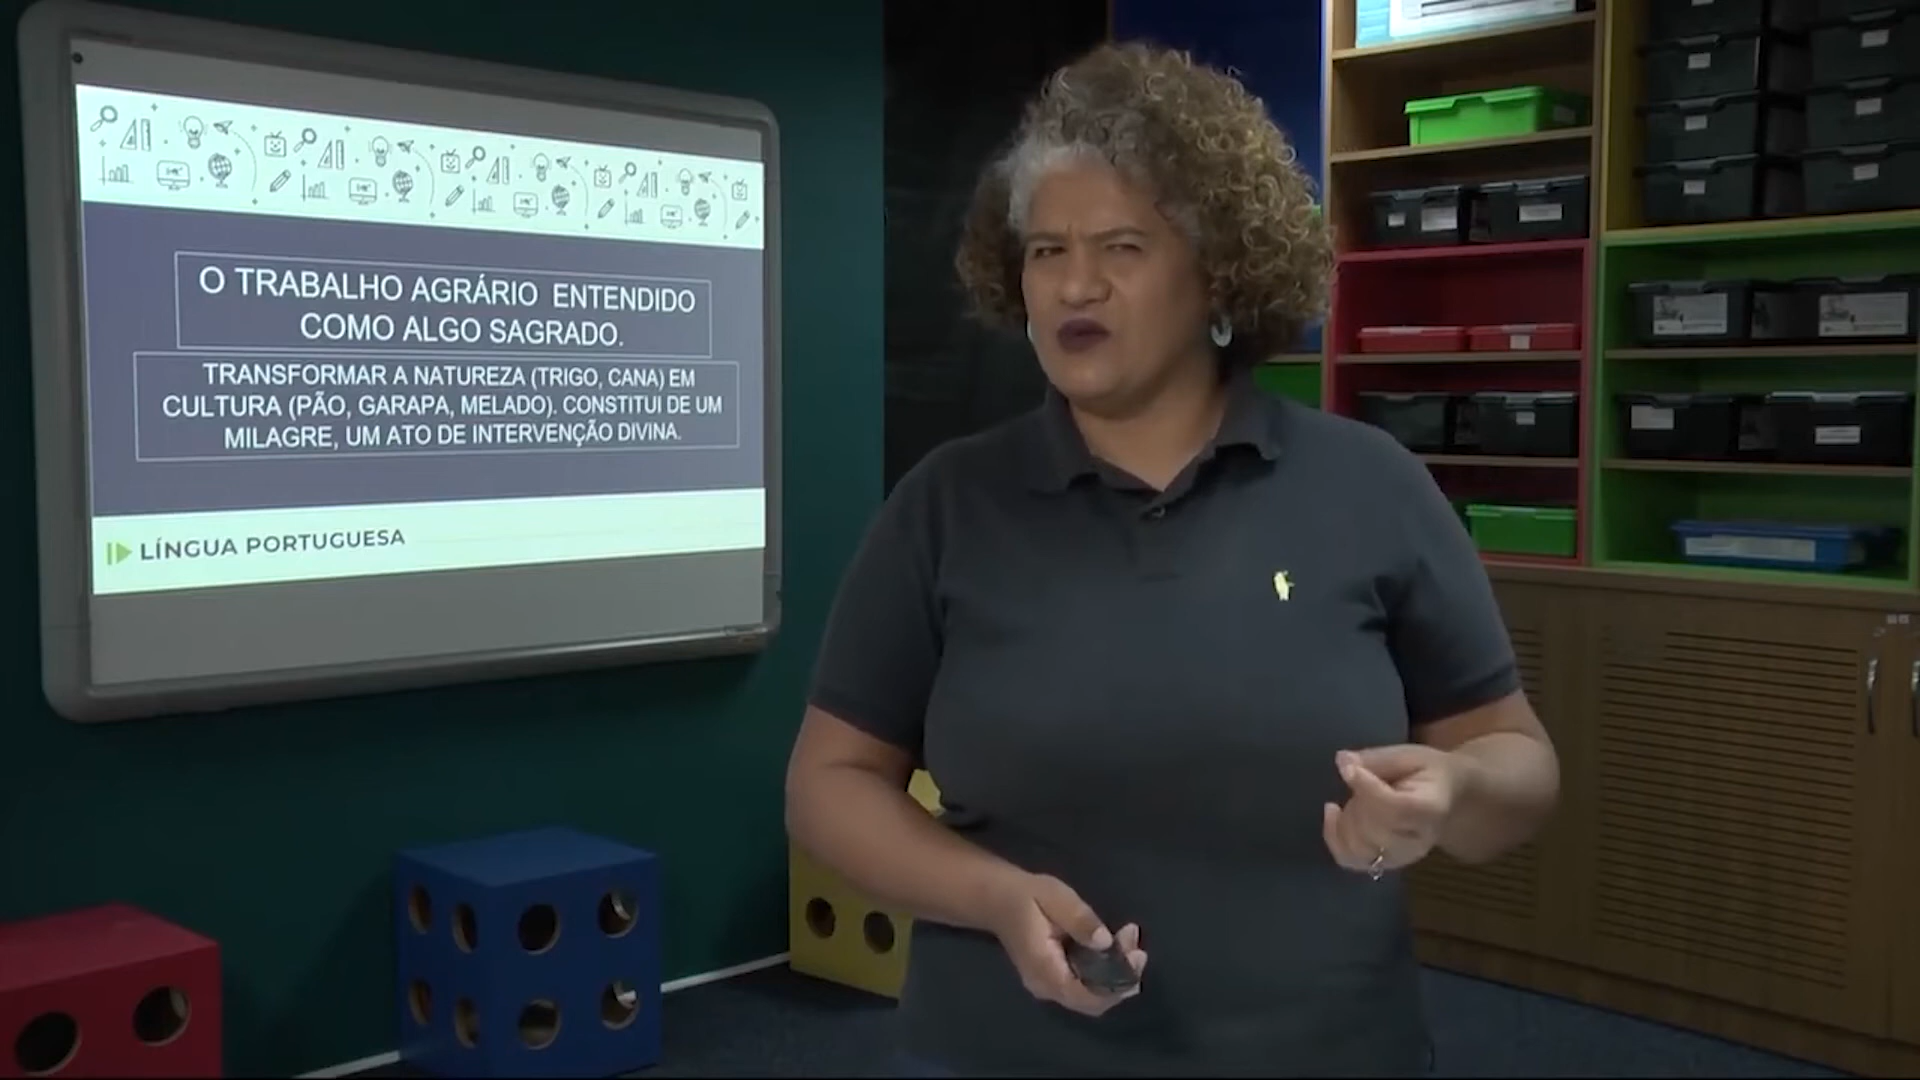 O TRABALHO AGRÁRIO ENTENDIDO
COMO ALGO SAGRADO.
TRANSFORMAR A NATUREZA (TRIGO, CANA) EM
CULTURA (PÃO, GARAPA, MELADO). CONSTITUI DE UM
MILAGRE, UM ATO DE INTERVENÇÃO DIVINA.
LÍNGUA PORTUGUESA